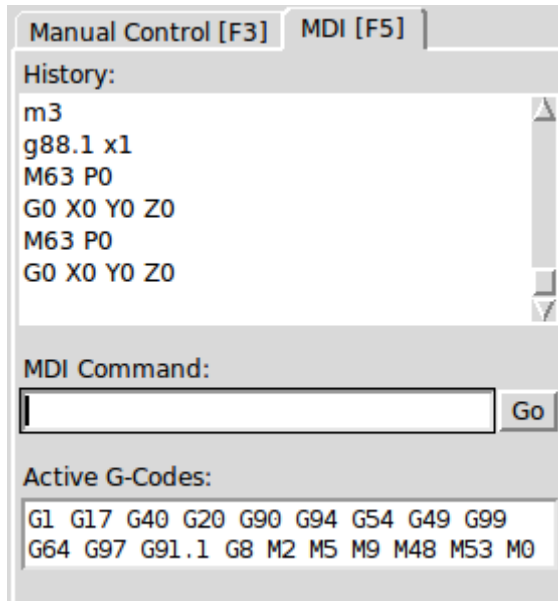 Manual Control [F3] MDI [F5]
History:
m3
g88.1 x1
M63 P0
G0 X0 Y0 Z0
M63 P0
G0 X0 Y0 Z0
MDI Command:
Go
Active G-Codes:
G1 G17 G40 G20 G90 G94 G54 G49 G99
G64 G97 G91.1 G8 M2 M5 M9 M48 M53 M0